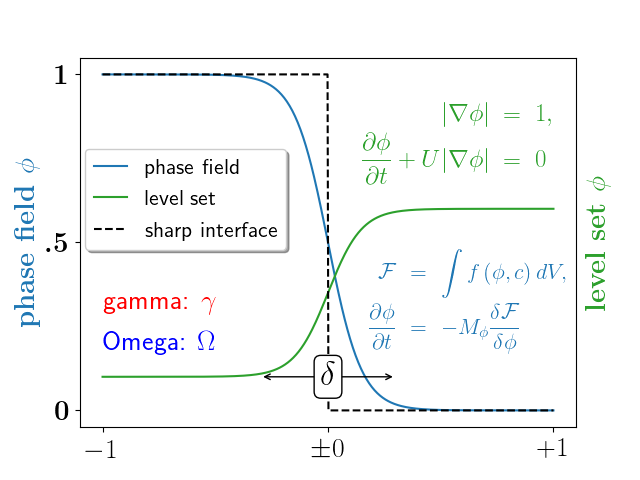 1
.5
0
phase field ϕ
level set ϕ
phase field
level set
sharp interface
|∇ϕ| = 1,
∂ϕ/∂t + U|∇ϕ| = 0
ℱ = ∫ f (ϕ, c) dV,
∂ϕ/∂t = −M_ϕ δℱ/δϕ
gamma: γ
Omega: Ω
δ
−1
±0
+1